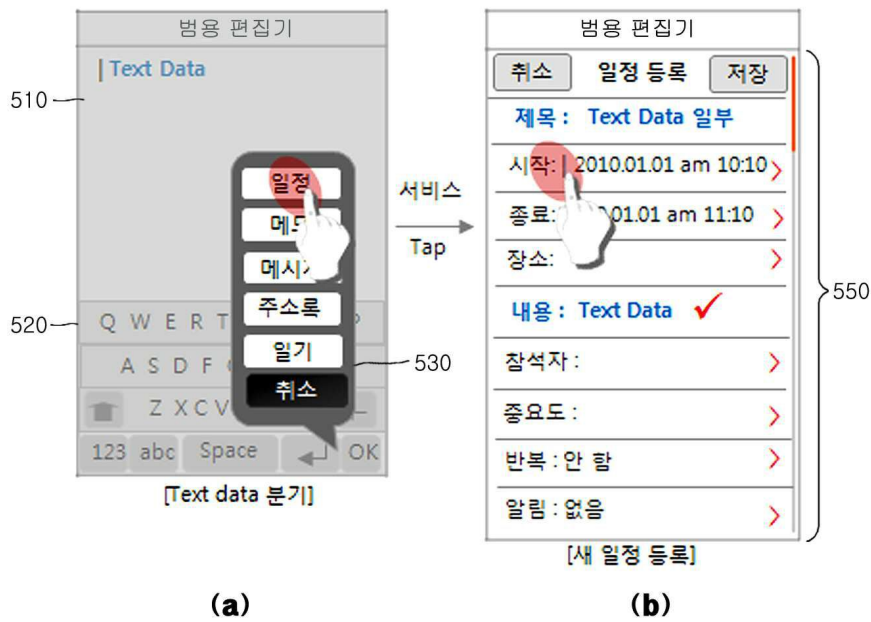 범용 편집기
Text Data
510
일정
메모
메시지
주소록
일기
취소
530
520
Q W E R T P
A S D F G
Z X C V
123 abc Space OK
[Text data 분기]
(a)
서비스
Tap
범용 편집기
취소 일정 등록 저장
제목 : Text Data 일부
시작: 2010.01.01 am 10:10
종료: .01.01 am 11:10
장소:
내용 : Text Data
참석자 :
중요도 :
반복 : 안 함
알림 : 없음
550
[새 일정 등록]
(b)